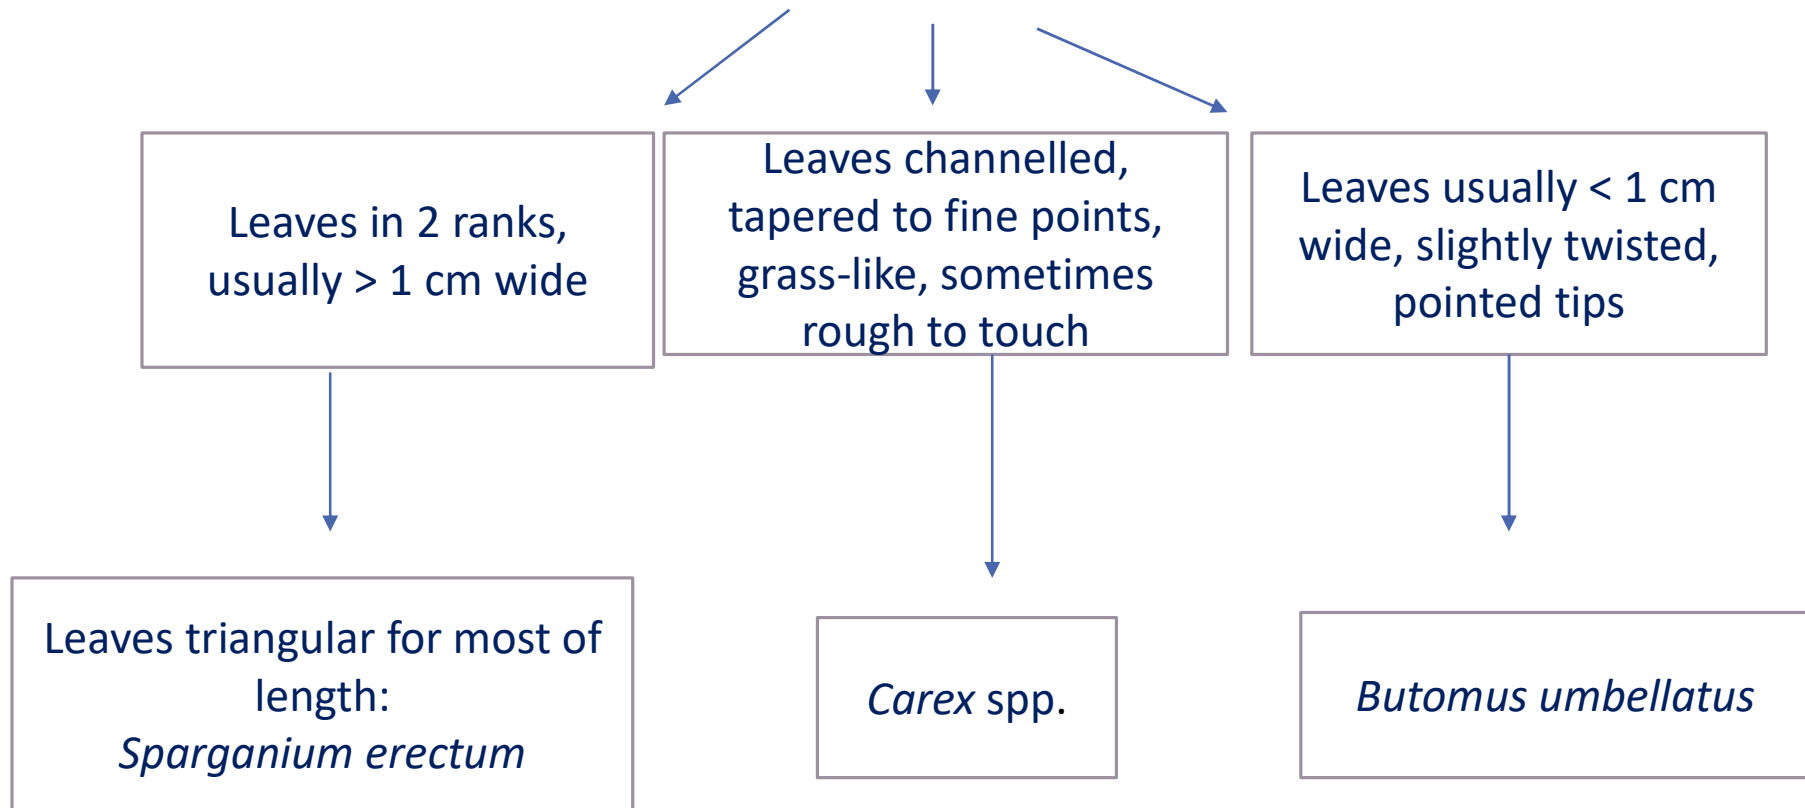 Leaves in 2 ranks,
usually > 1 cm wide
Leaves channelled,
tapered to fine points,
grass-like, sometimes
rough to touch
Leaves usually < 1 cm
wide, slightly twisted,
pointed tips
Leaves triangular for most of
length:
Sparganium erectum
Carex spp.
Butomus umbellatus